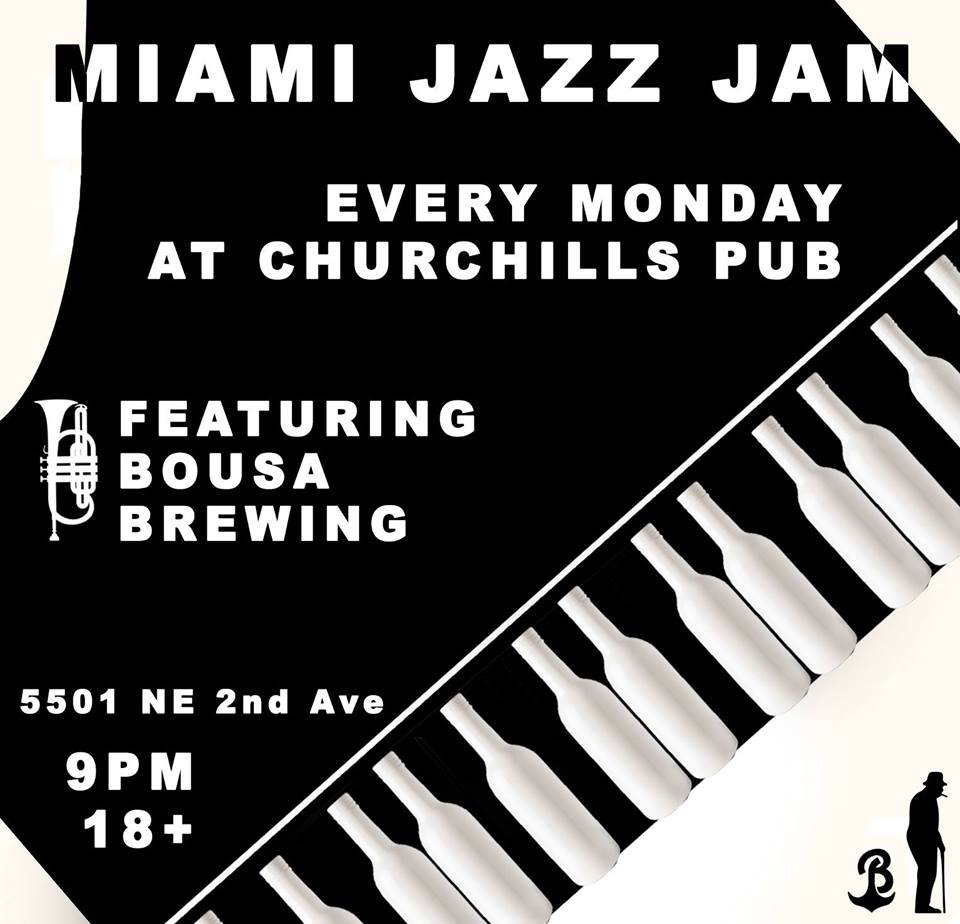 MIAMI JAZZ JAM
EVERY MONDAY
AT CHURCHILLS PUB
FEATURING
BOUSA
BREWING
5501 NE 2nd Ave
9PM
18+
B